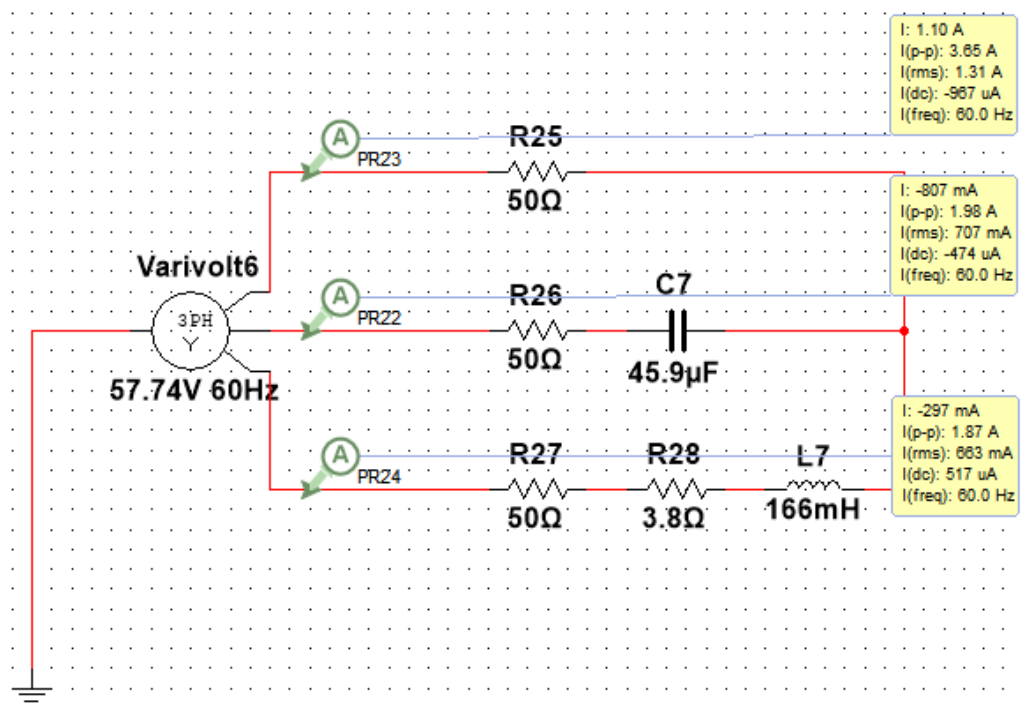 I: 1.10 A
I(p-p): 3.65 A
I(rms): 1.31 A
I(dc): -967 uA
I(freq): 60.0 Hz
A
PR23
R25
50Ω
I: -807 mA
I(p-p): 1.98 A
I(rms): 707 mA
I(dc): -474 uA
I(freq): 60.0 Hz
Varivolt6
3PH
Y
57.74V 60Hz
A
PR22
R26
50Ω
C7
45.9µF
I: -297 mA
I(p-p): 1.87 A
I(rms): 663 mA
I(dc): 517 uA
I(freq): 60.0 Hz
A
PR24
R27
50Ω
R28
3.8Ω
L7
166mH